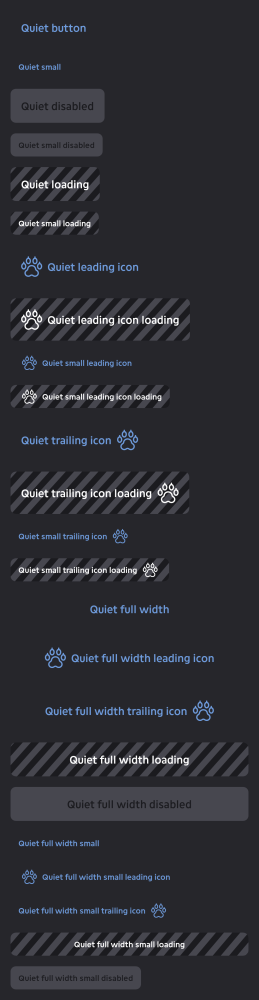 Quiet button
Quiet small
Quiet disabled
Quiet small disabled
Quiet loading
Quiet small loading
Quiet leading icon
Quiet leading icon loading
Quiet small leading icon
Quiet small leading icon loading
Quiet trailing icon
Quiet trailing icon loading
Quiet small trailing icon
Quiet small trailing icon loading
Quiet full width
Quiet full width leading icon
Quiet full width trailing icon
Quiet full width loading
Quiet full width disabled
Quiet full width small
Quiet full width small leading icon
Quiet full width small trailing icon
Quiet full width small loading
Quiet full width small disabled